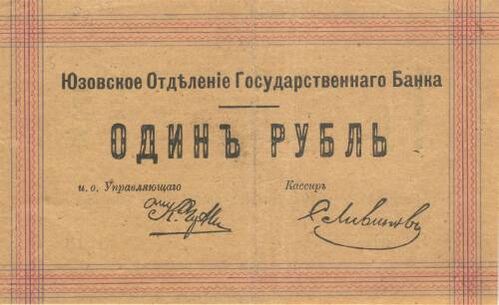 Юзовское Отдѣленіе Государственнаго Банка
ОДИНЪ РУБЛЬ
и. о. Управляющаго Кассиръ